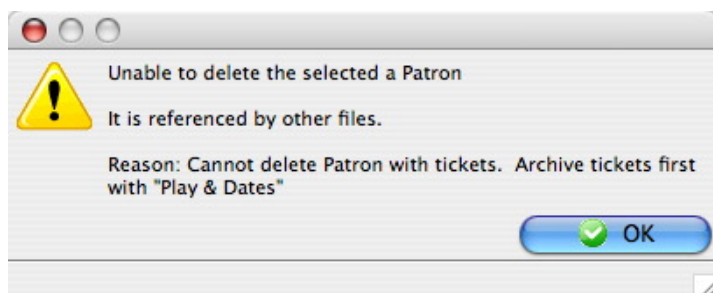 Unable to delete the selected a Patron
It is referenced by other files.
Reason: Cannot delete Patron with tickets.  Archive tickets first
with "Play & Dates"
OK